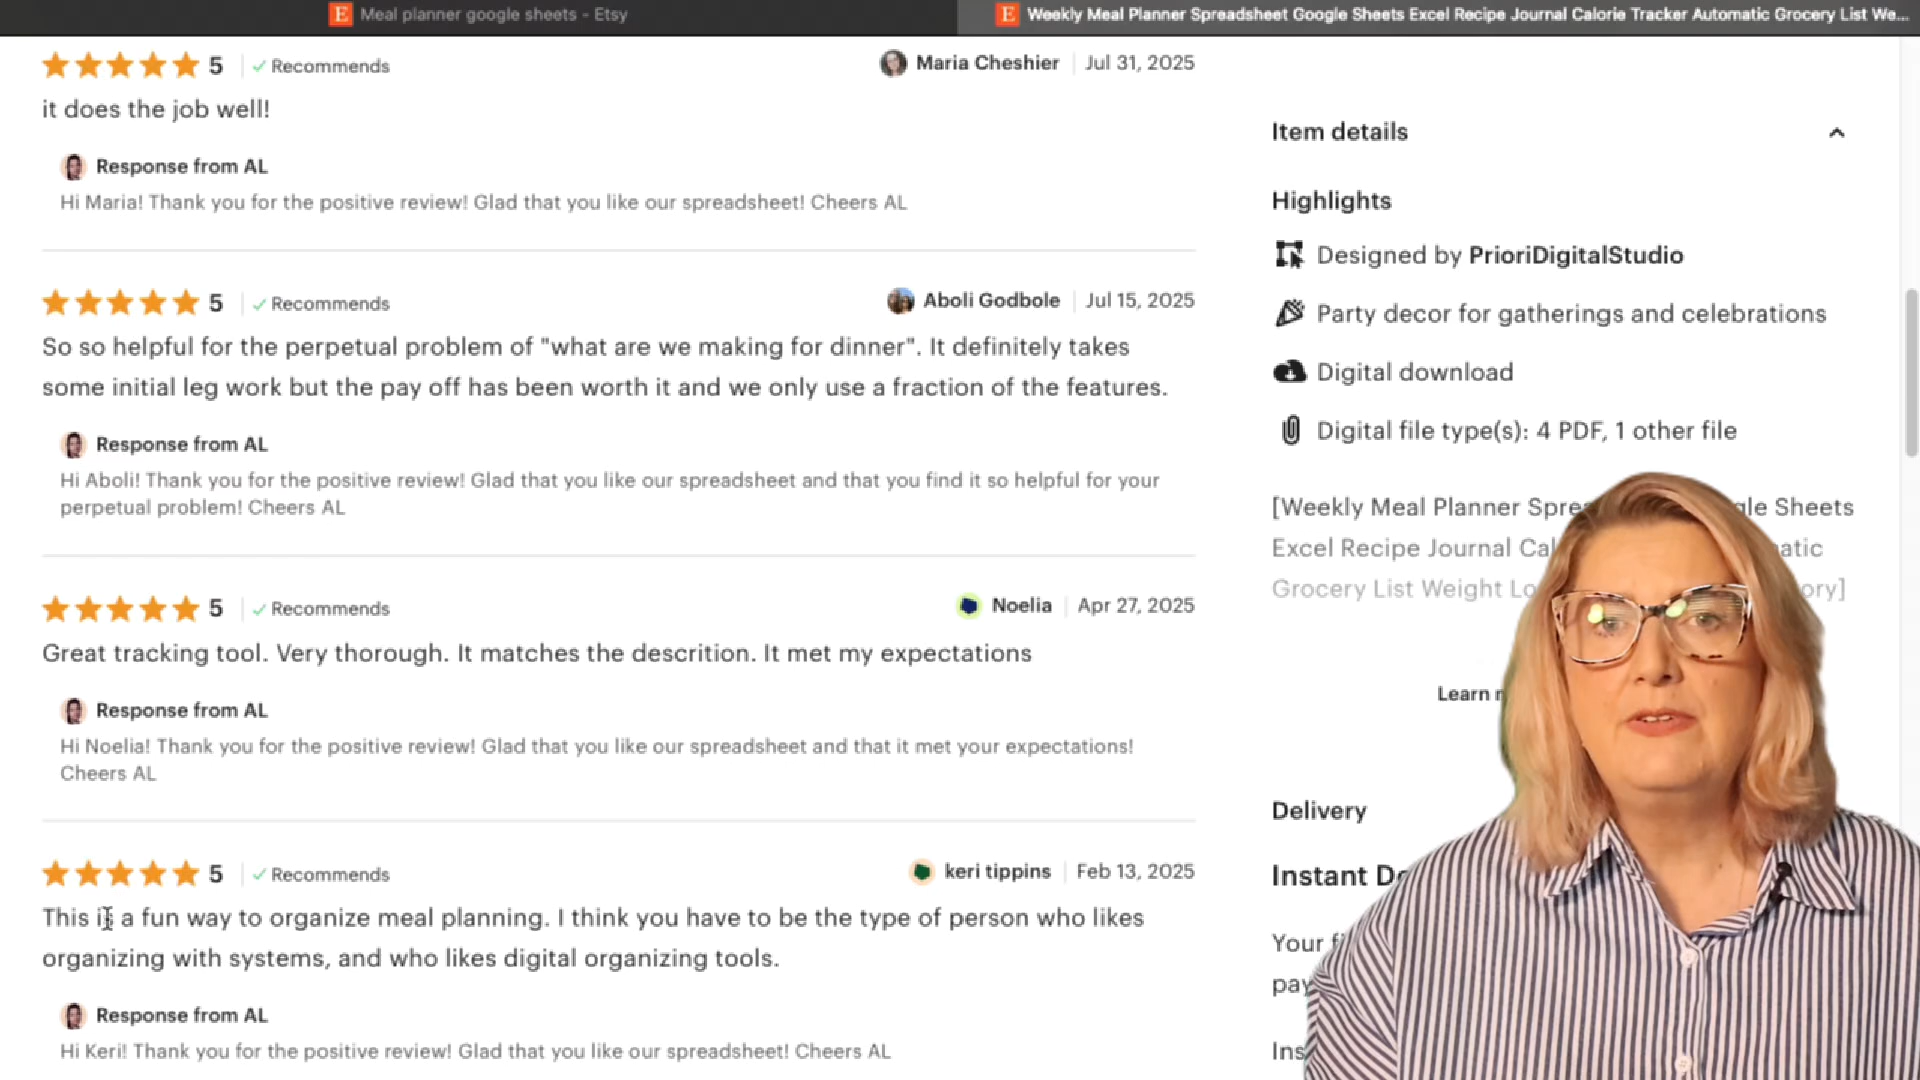 Meal planner google sheets - Etsy
Weekly Meal Planner Spreadsheet Google Sheets Excel Recipe Journal Calorie Tracker Automatic Grocery List We...
5 Recommends Maria Cheshier Jul 31, 2025
it does the job well!
Response from AL
Hi Maria! Thank you for the positive review! Glad that you like our spreadsheet! Cheers AL
5 Recommends Aboli Godbole Jul 15, 2025
So so helpful for the perpetual problem of "what are we making for dinner". It definitely takes
some initial leg work but the pay off has been worth it and we only use a fraction of the features.
Response from AL
Hi Aboli! Thank you for the positive review! Glad that you like our spreadsheet and that you find it so helpful for your
perpetual problem! Cheers AL
5 Recommends Noelia Apr 27, 2025
Great tracking tool. Very thorough. It matches the descrition. It met my expectations
Response from AL
Hi Noelia! Thank you for the positive review! Glad that you like our spreadsheet and that it met your expectations!
Cheers AL
5 Recommends keri tippins Feb 13, 2025
This is a fun way to organize meal planning. I think you have to be the type of person who likes
organizing with systems, and who likes digital organizing tools.
Response from AL
Hi Keri! Thank you for the positive review! Glad that you like our spreadsheet! Cheers AL
Item details
Highlights
Designed by PrioriDigitalStudio
Party decor for gatherings and celebrations
Digital download
Digital file type(s): 4 PDF, 1 other file
[Weekly Meal Planner Sheets
Excel Recipe Journal
Grocery List Weight
Learn
Delivery
Instant
Your